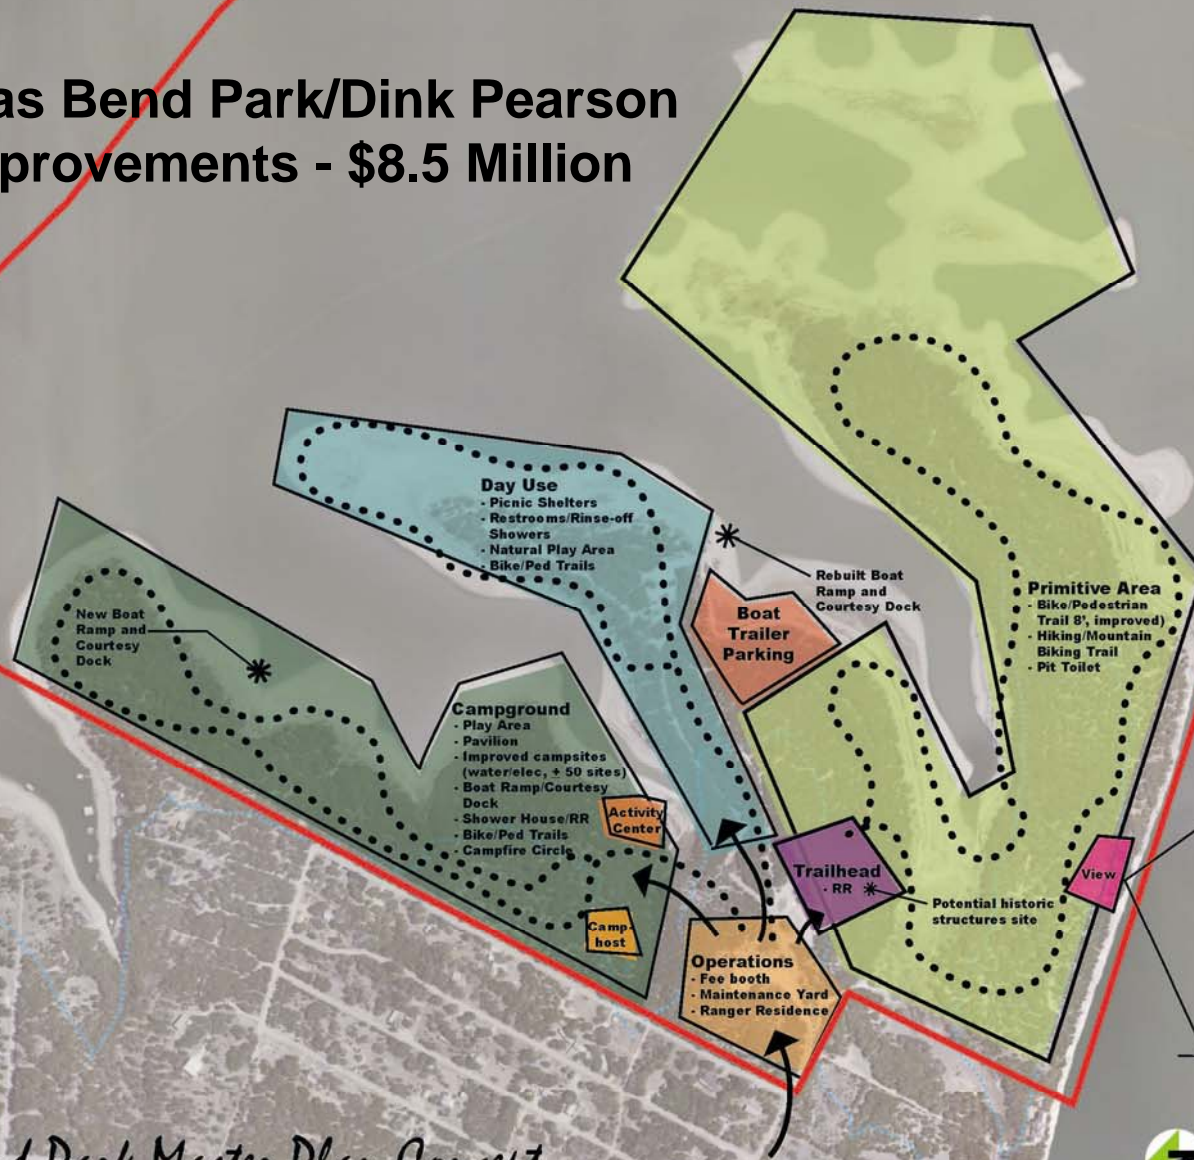 as Bend Park/Dink Pearson
provements - $8.5 Million
Day Use
- Picnic Shelters
- Restrooms/Rinse-off
Showers
- Natural Play Area
- Bike/Ped Trails
Rebuilt Boat
Ramp and
Courtesy Dock
Primitive Area
- Bike/Pedestrian
Trail 8', improved)
- Hiking/Mountain
Biking Trail
- Pit Toilet
Boat
Trailer
Parking
New Boat
Ramp and
Courtesy
Dock
Campground
- Play Area
- Pavilion
- Improved campsites
(water/elec, ± 50 sites)
- Boat Ramp/Courtesy
Dock
- Shower House/RR
- Bike/Ped Trails
- Campfire Circle
Activity
Center
Trailhead
- RR
View
Potential historic
structures site
Camp-
host
Operations
- Fee booth
- Maintenance Yard
- Ranger Residence
d Park Master Plan Concept